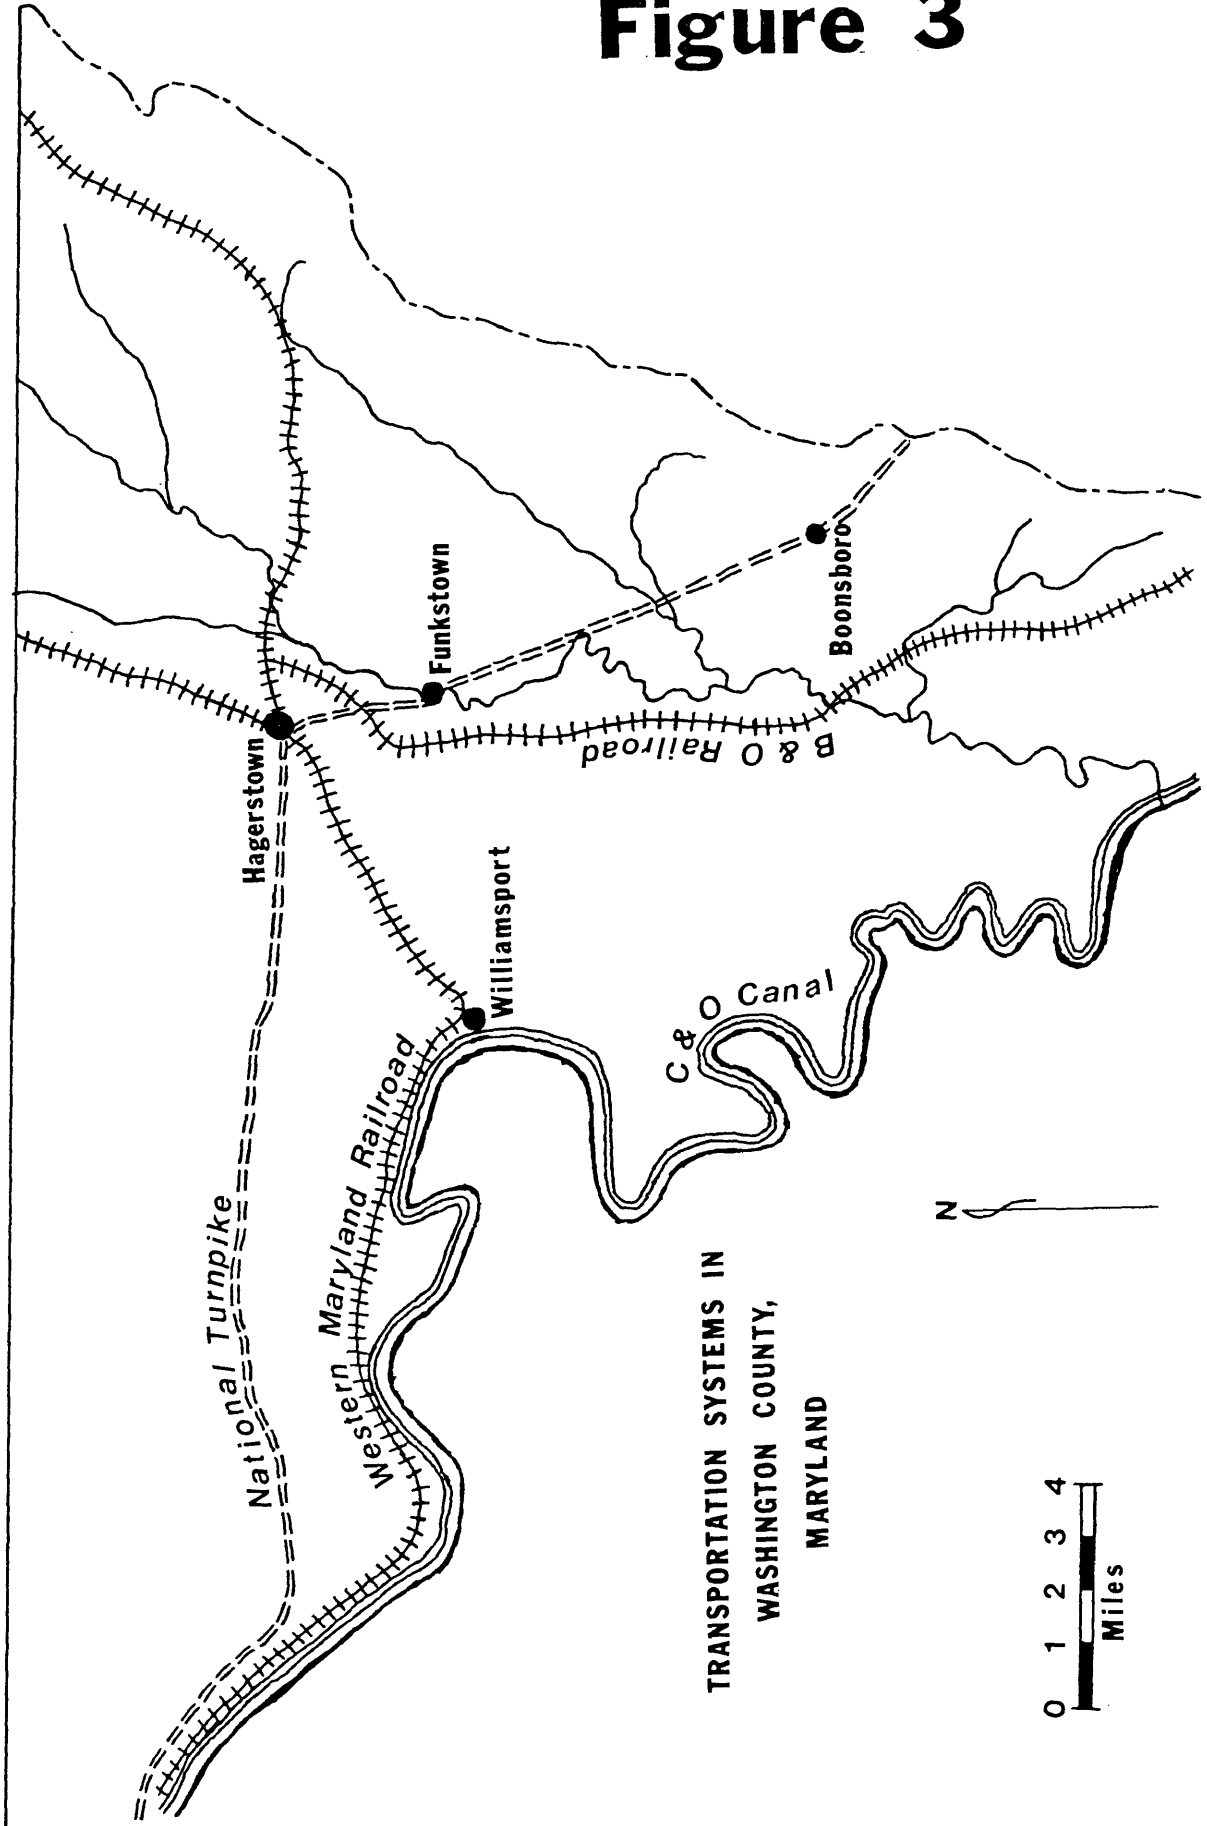 Figure 3
Hagerstown
Funkstown
Boonsboro
Williamsport
B & O Railroad
C & O Canal
National Turnpike
Western Maryland Railroad
N
TRANSPORTATION SYSTEMS IN
WASHINGTON COUNTY,
MARYLAND
0 1 2 3 4
Miles